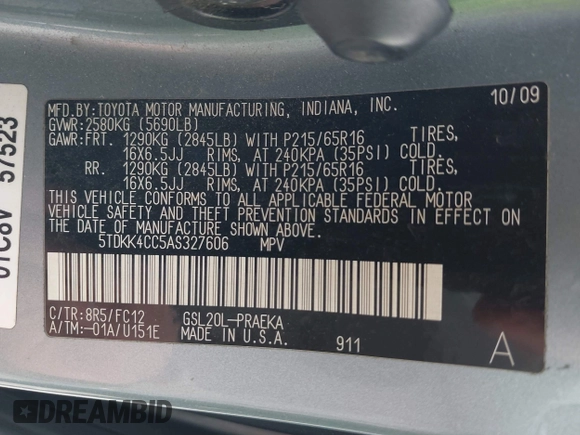 MFD.BY:TOYOTA MOTOR MANUFACTURING, INDIANA, INC. 10/09
GVWR:2580KG (5690LB)
GAWR:FRT. 1290KG (2845LB) WITH P215/65R16 TIRES,
16X6.5JJ RIMS, AT 240KPA (35PSI) COLD.
RR. 1290KG (2845LB) WITH P215/65R16 TIRES,
16X6.5JJ RIMS, AT 240KPA (35PSI) COLD.
THIS VEHICLE CONFORMS TO ALL APPLICABLE FEDERAL MOTOR
VEHICLE SAFETY AND THEFT PREVENTION STANDARDS IN EFFECT ON
THE DATE OF MANUFACTURE SHOWN ABOVE.
5TDKK4CC5AS327606 MPV
C/TR:8R5/FC12 GSL20L-PRAEKA
A/TM:-01A/U151E MADE IN U.S.A. 911 A
57523
DREAMBID